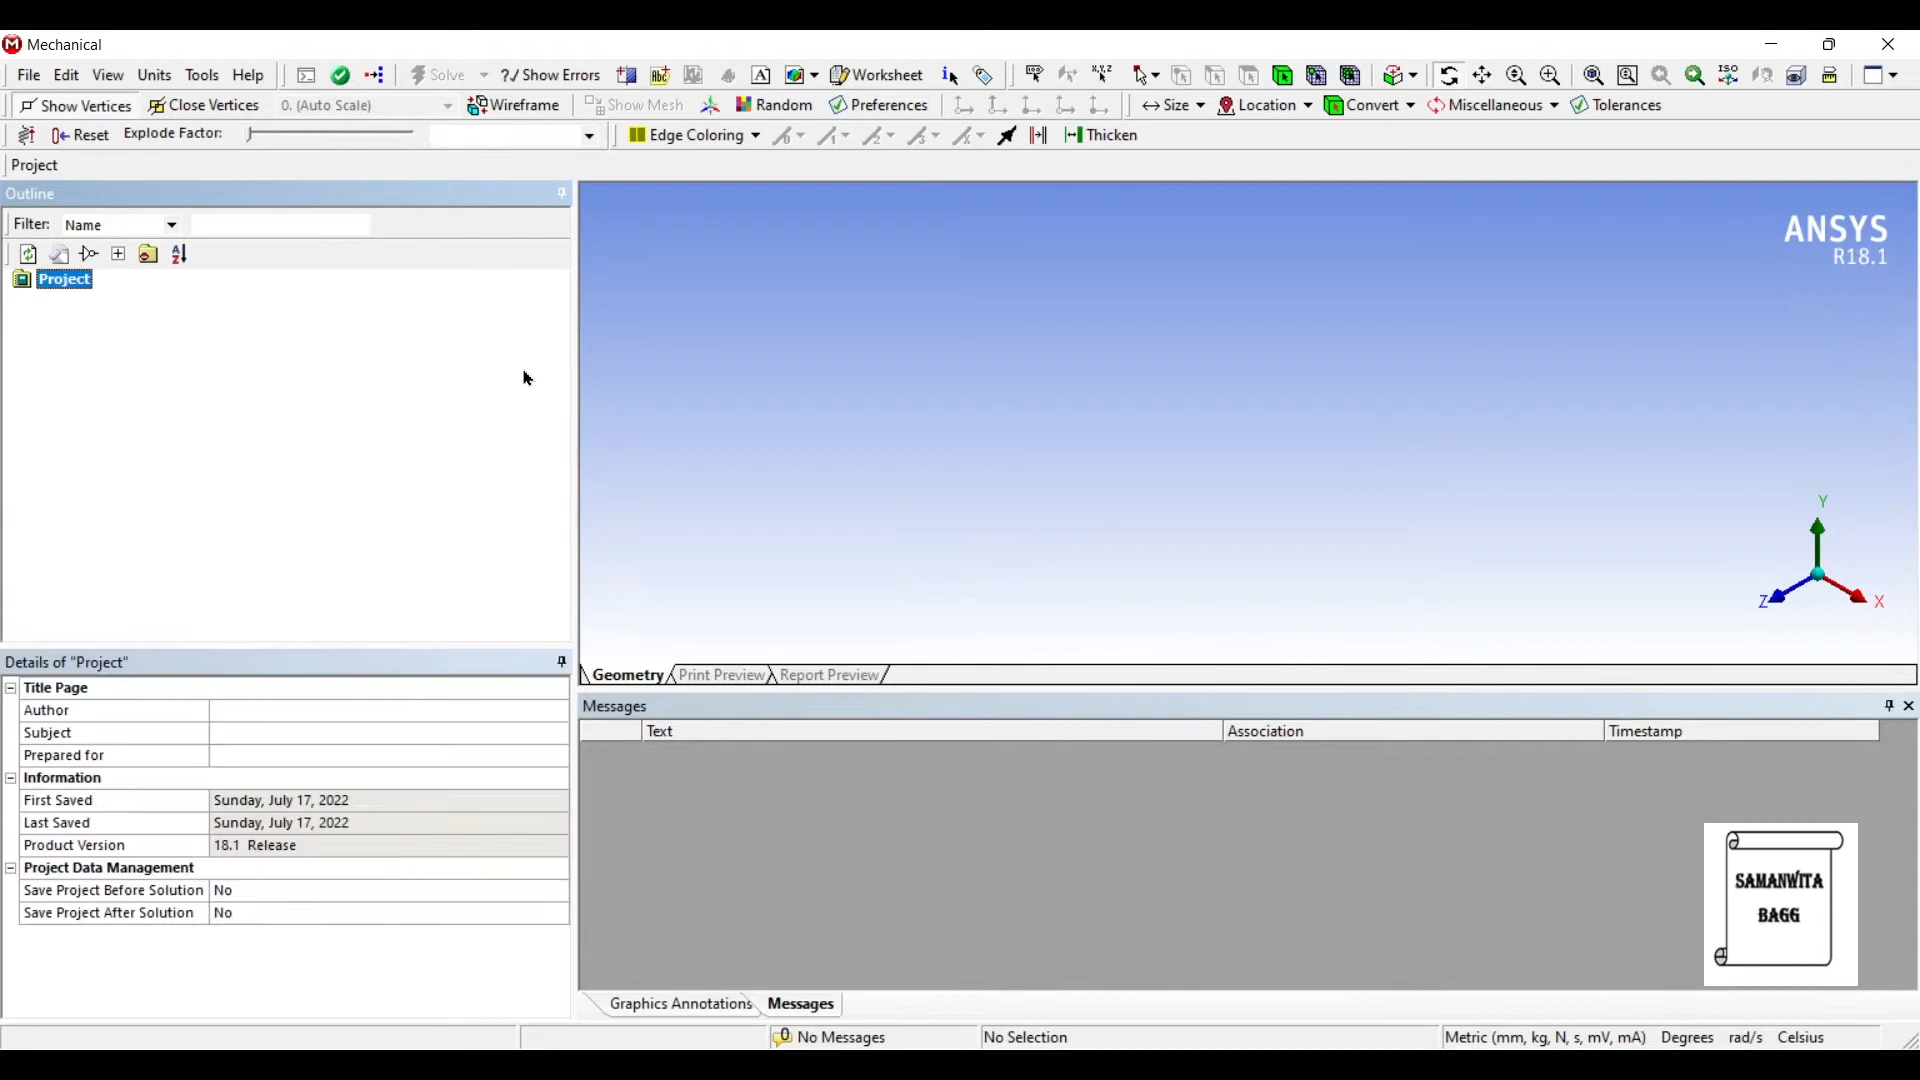 Mechanical
File Edit View Units Tools Help Solve ?✓ Show Errors Worksheet
Show Vertices Close Vertices 0. (Auto Scale) Wireframe Show Mesh Random Preferences Size Location Convert Miscellaneous Tolerances
Reset Explode Factor: Edge Coloring Thicken
Project
Outline
Filter: Name
Project
ANSYS
R18.1
Y
Z X
Details of "Project"
Title Page
Author
Subject
Prepared for
Information
First Saved Sunday, July 17, 2022
Last Saved Sunday, July 17, 2022
Product Version 18.1 Release
Project Data Management
Save Project Before Solution No
Save Project After Solution No
Geometry Print Preview Report Preview
Messages
Text Association Timestamp
SAMANWITA
BAGG
Graphics Annotations Messages
0 No Messages No Selection Metric (mm, kg, N, s, mV, mA) Degrees rad/s Celsius